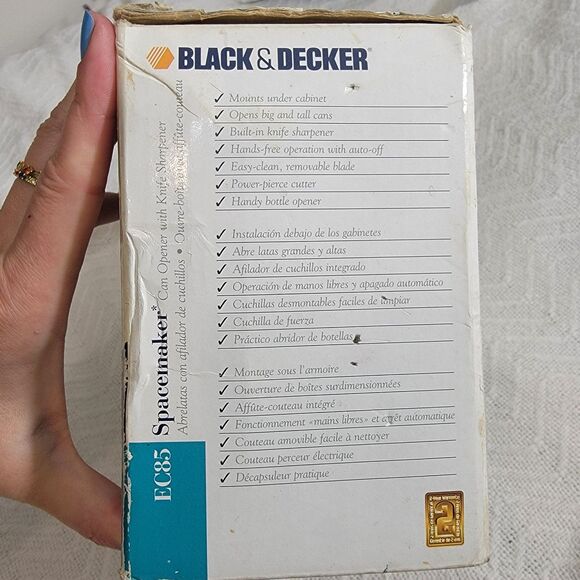 BLACK & DECKER
✓ Mounts under cabinet
✓ Opens big and tall cans
✓ Built-in knife sharpener
✓ Hands-free operation with auto-off
✓ Easy-clean, removable blade
✓ Power-pierce cutter
✓ Handy bottle opener
✓ Instalación debajo de los gabinetes
✓ Abre latas grandes y altas
✓ Afilador de cuchillos integrado
✓ Operación de manos libres y apagado automático
✓ Cuchillas desmontables faciles de limpiar
✓ Cuchilla de fuerza
✓ Práctico abridor de botellas
✓ Montage sous l'armoire
✓ Ouverture de boîtes surdimensionnées
✓ Affûte-couteau intégré
✓ Fonctionnement «mains libres» et arrêt automatique
✓ Couteau amovible facile à nettoyer
✓ Couteau perceur électrique
✓ Décapsuleur pratique
EC85 Spacemaker* Can Opener with Knife Sharpener
Abrelatas con afilador de cuchillos • Ouvre-boîte avec affûte-couteau
2-Year Warranty
2